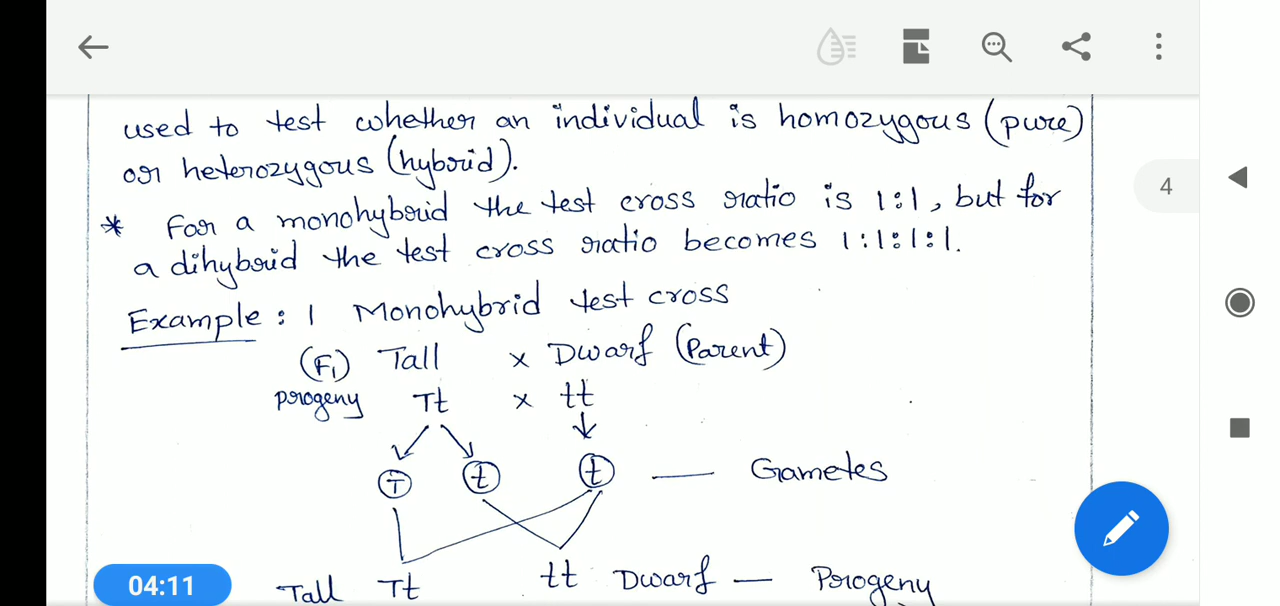 4
used to test whether an individual is homozygous (pure)
or heterozygous (hybrid).
* For a monohybrid the test cross ratio is 1:1, but for
a dihybrid the test cross ratio becomes 1:1:1:1.
Example: 1 Monohybrid test cross
(F1) Tall × Dwarf (Parent)
progeny Tt × tt
T t t — Gametes
Tall Tt tt Dwarf — Progeny
04:11